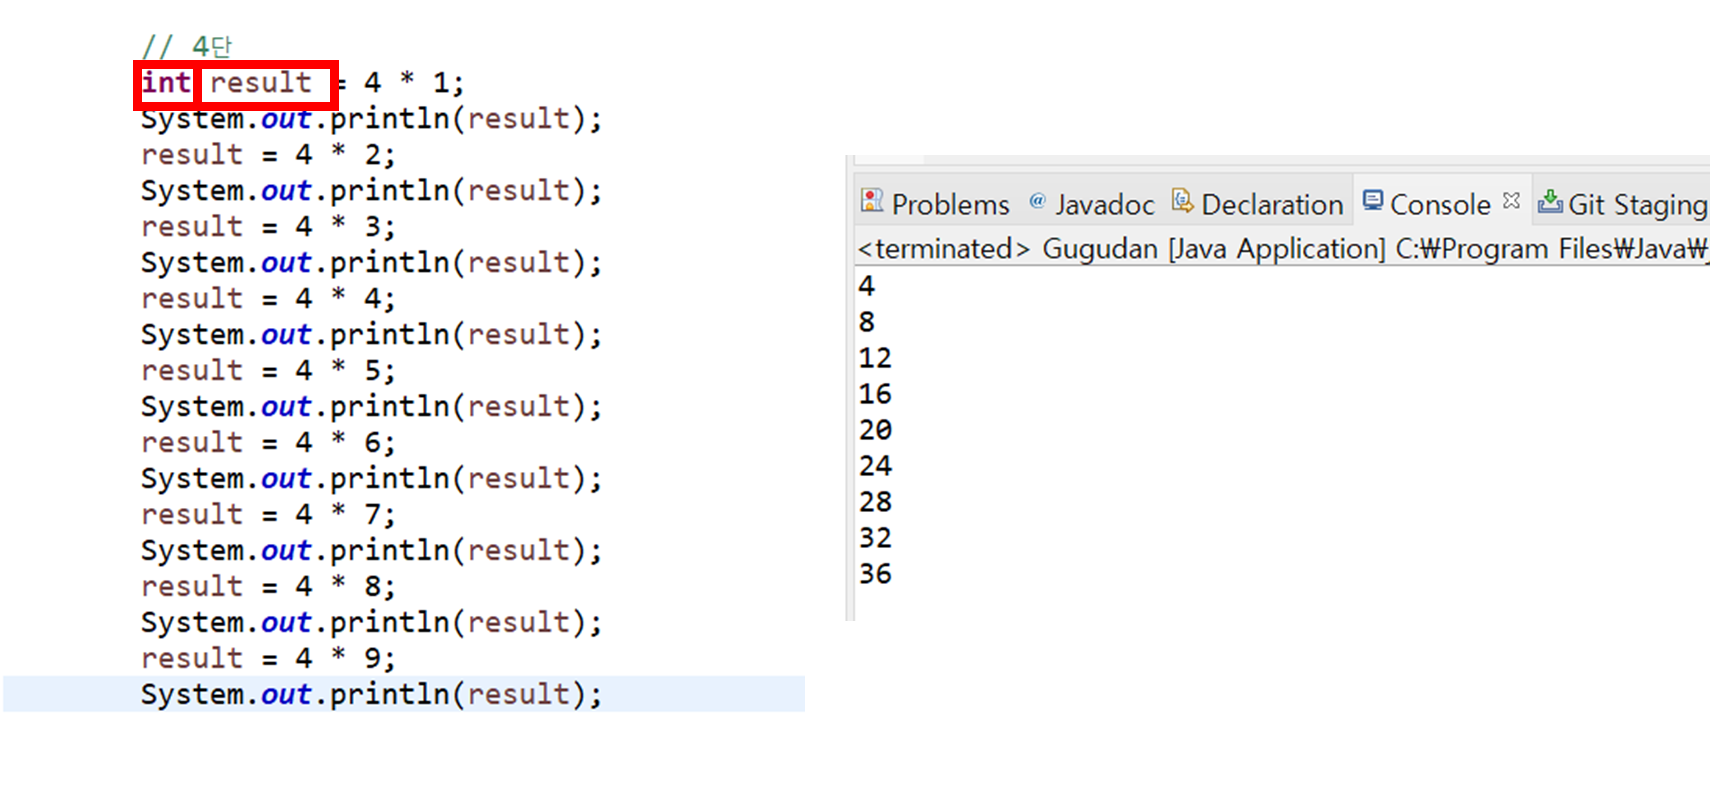 // 4단
int result = 4 * 1;
System.out.println(result);
result = 4 * 2;
System.out.println(result);
result = 4 * 3;
System.out.println(result);
result = 4 * 4;
System.out.println(result);
result = 4 * 5;
System.out.println(result);
result = 4 * 6;
System.out.println(result);
result = 4 * 7;
System.out.println(result);
result = 4 * 8;
System.out.println(result);
result = 4 * 9;
System.out.println(result);
Problems @ Javadoc Declaration Console Git Staging
<terminated> Gugudan [Java Application] C:₩Program Files₩Java₩
4
8
12
16
20
24
28
32
36